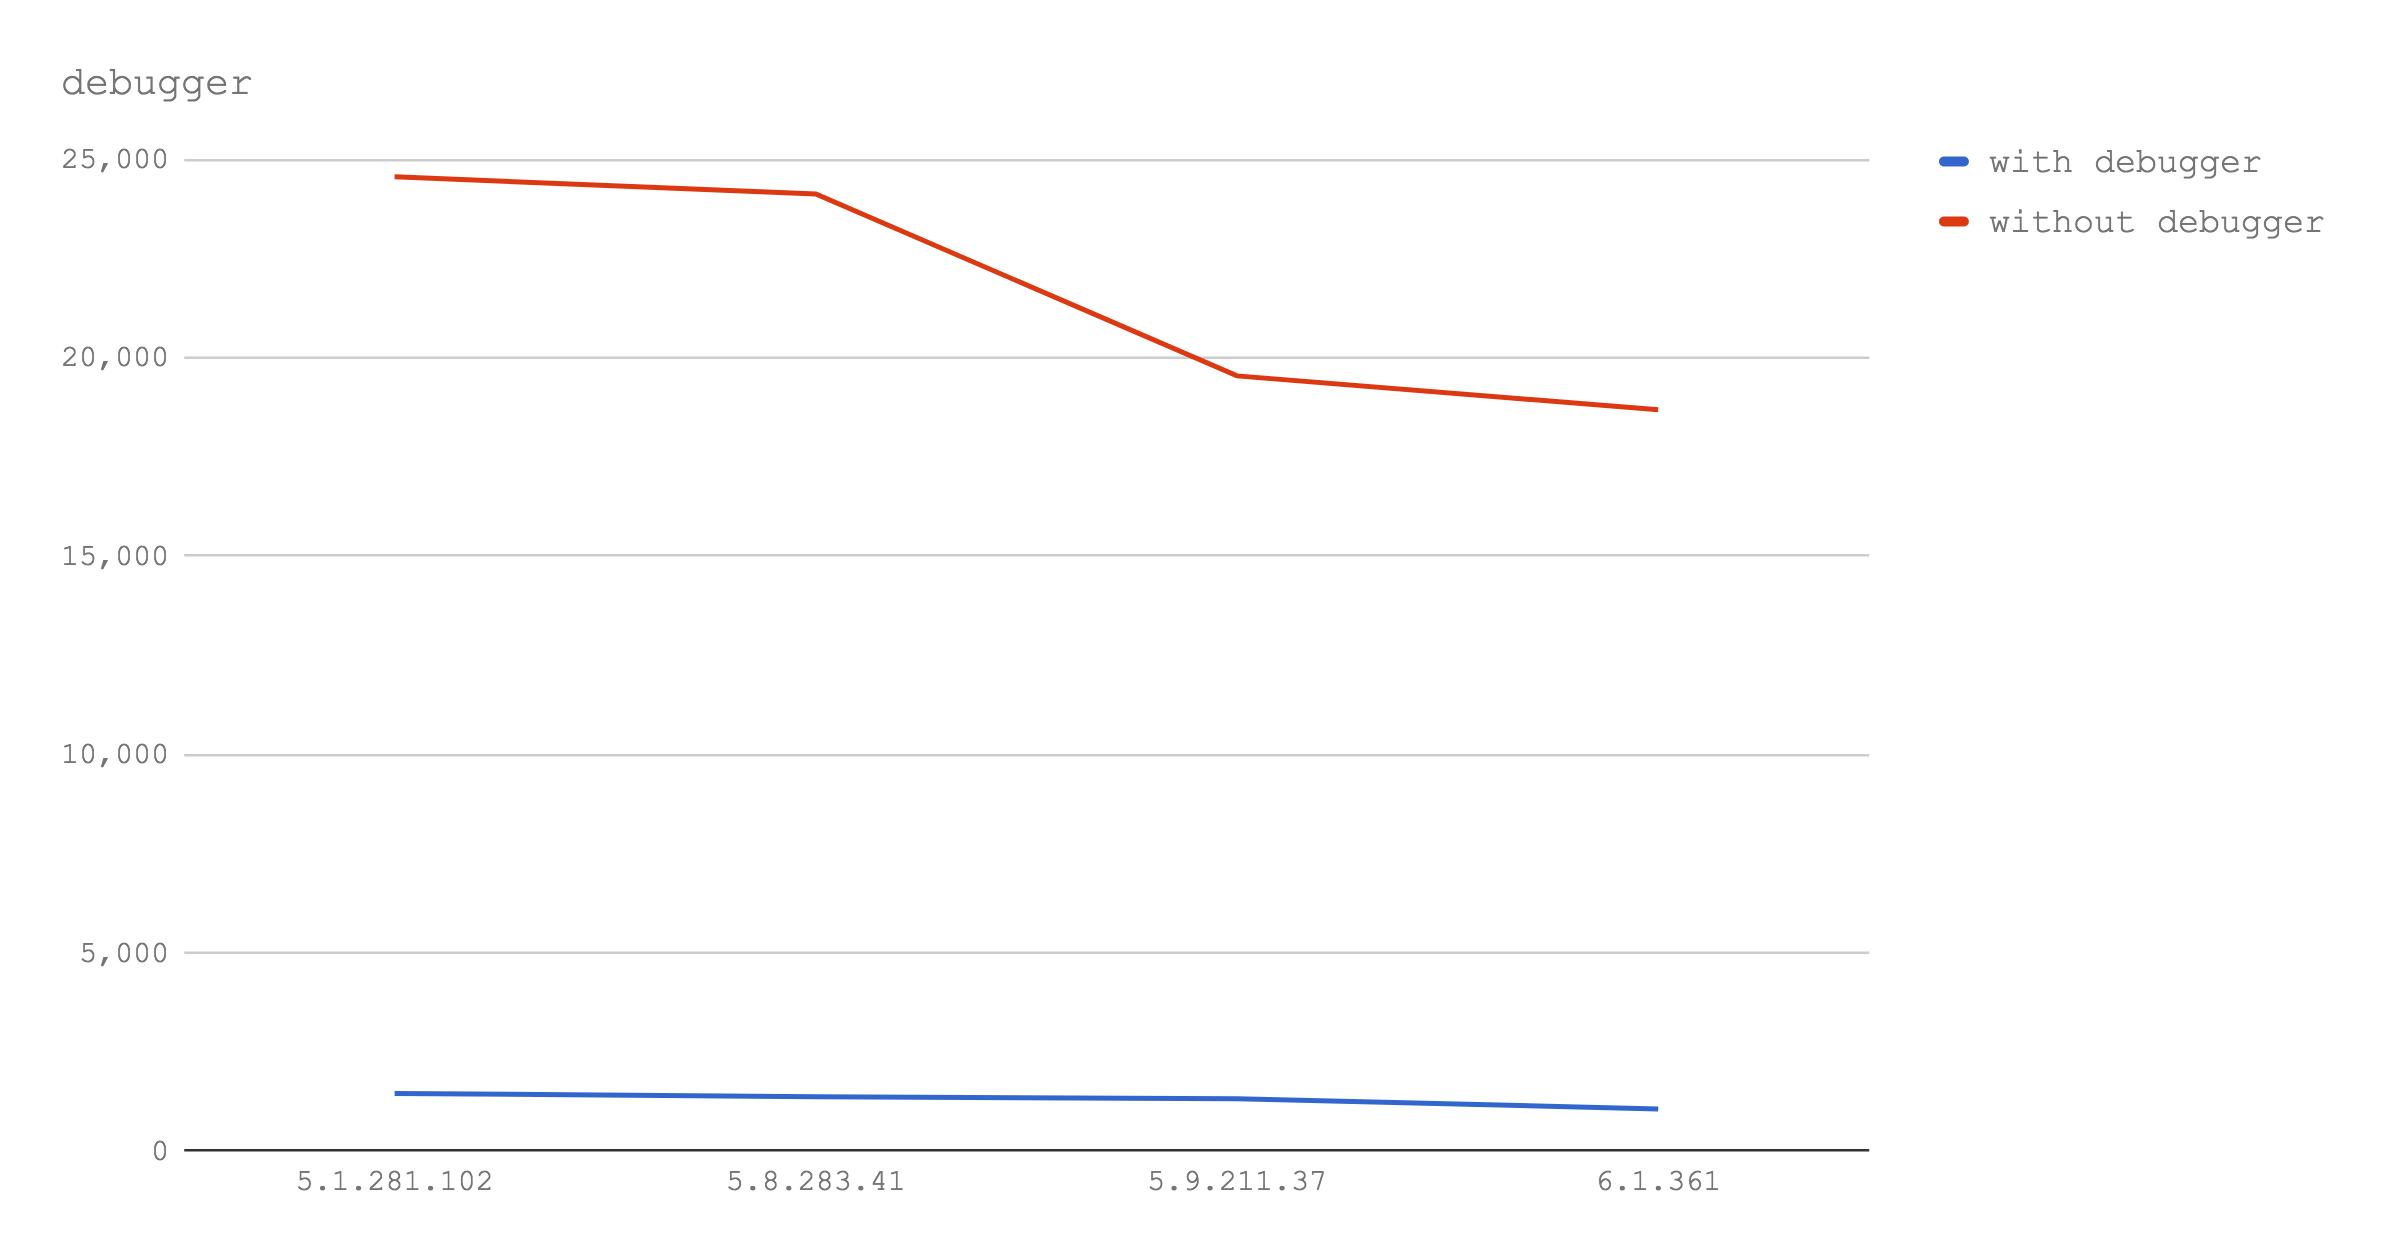 debugger
25,000
20,000
15,000
10,000
5,000
0
5.1.281.102 5.8.283.41 5.9.211.37 6.1.361
with debugger
without debugger